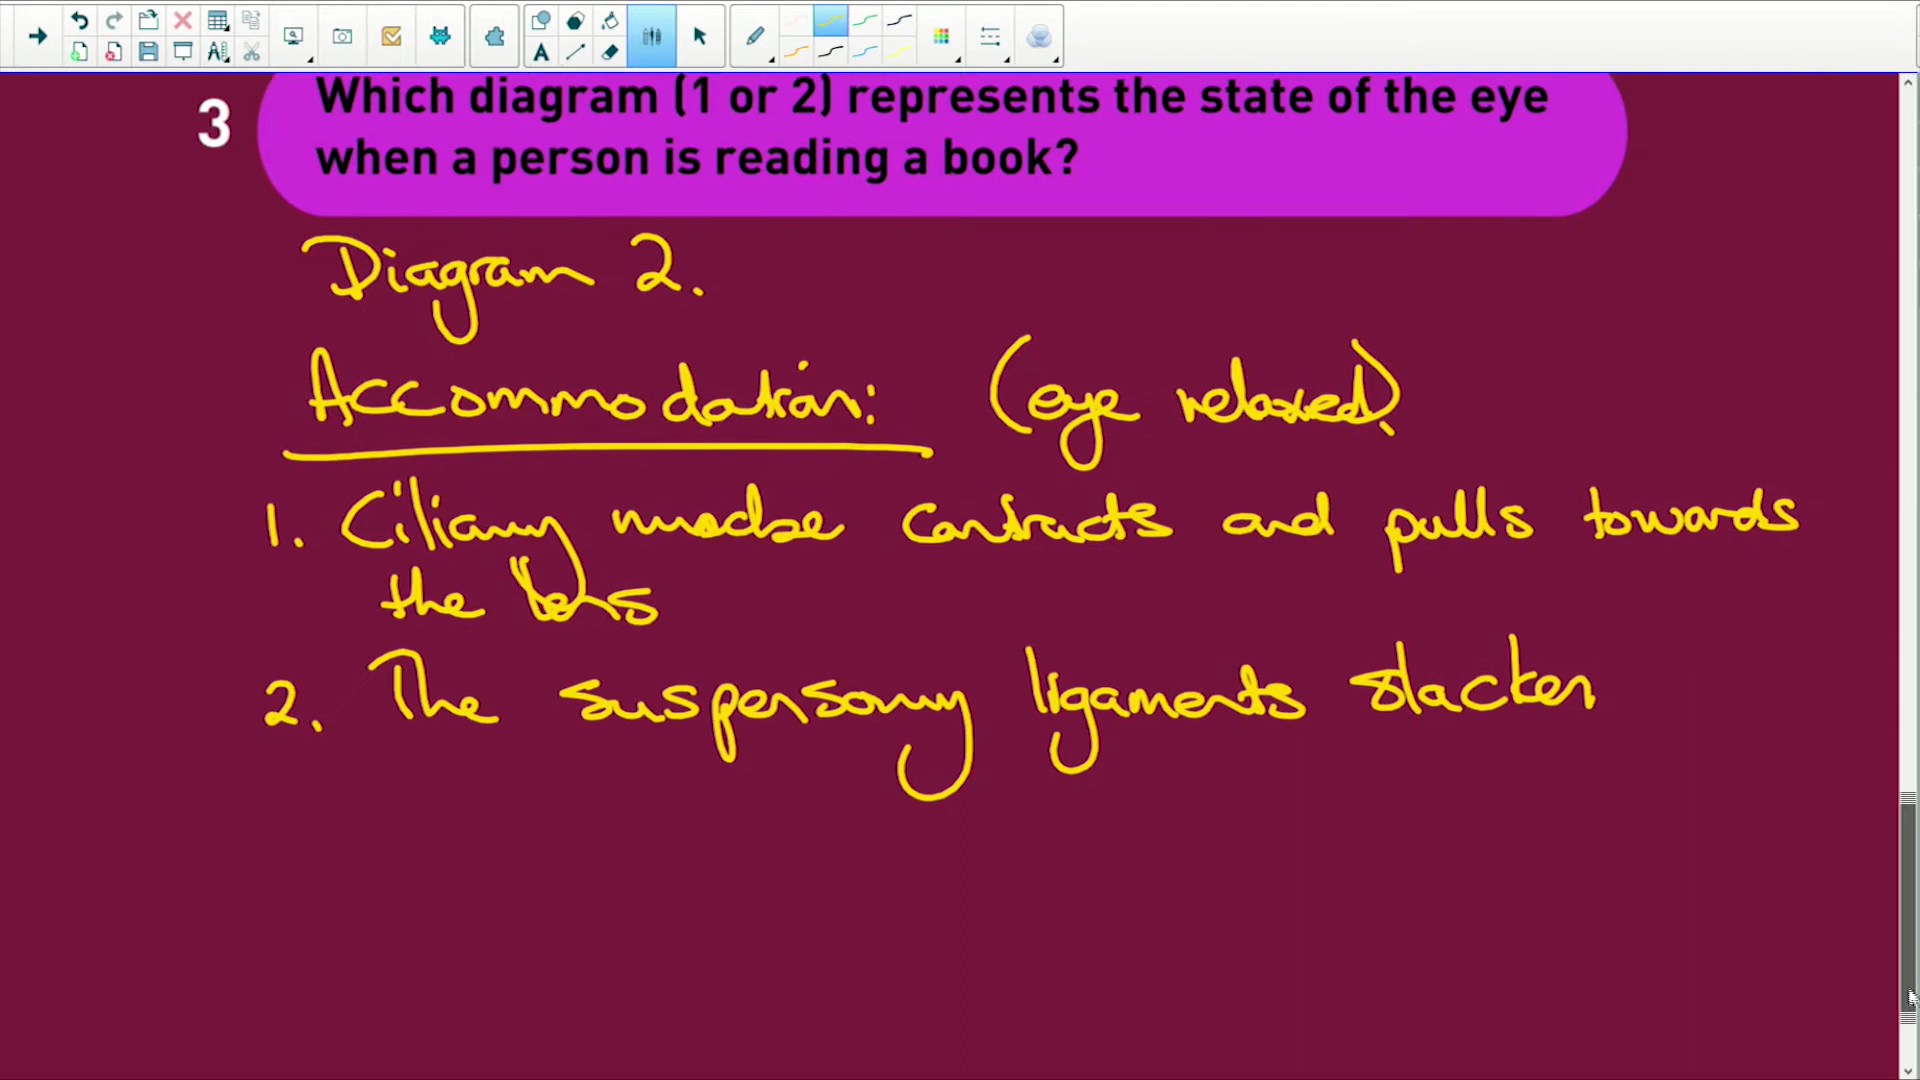 3
Which diagram (1 or 2) represents the state of the eye
when a person is reading a book?
Diagram 2.
Accommodation: (eye relaxed)
1. Ciliary muscle contracts and pulls towards
the lens
2. The suspensory ligaments slacken